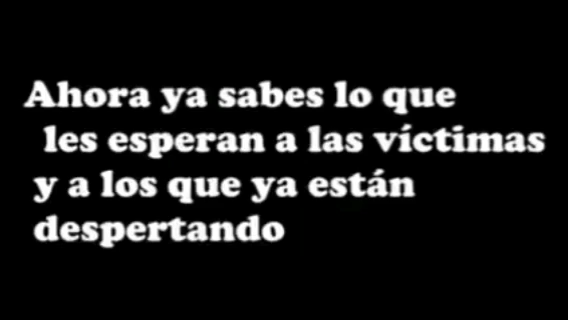 Ahora ya sabes lo que
les esperan a las víctimas
y a los que ya están
despertando